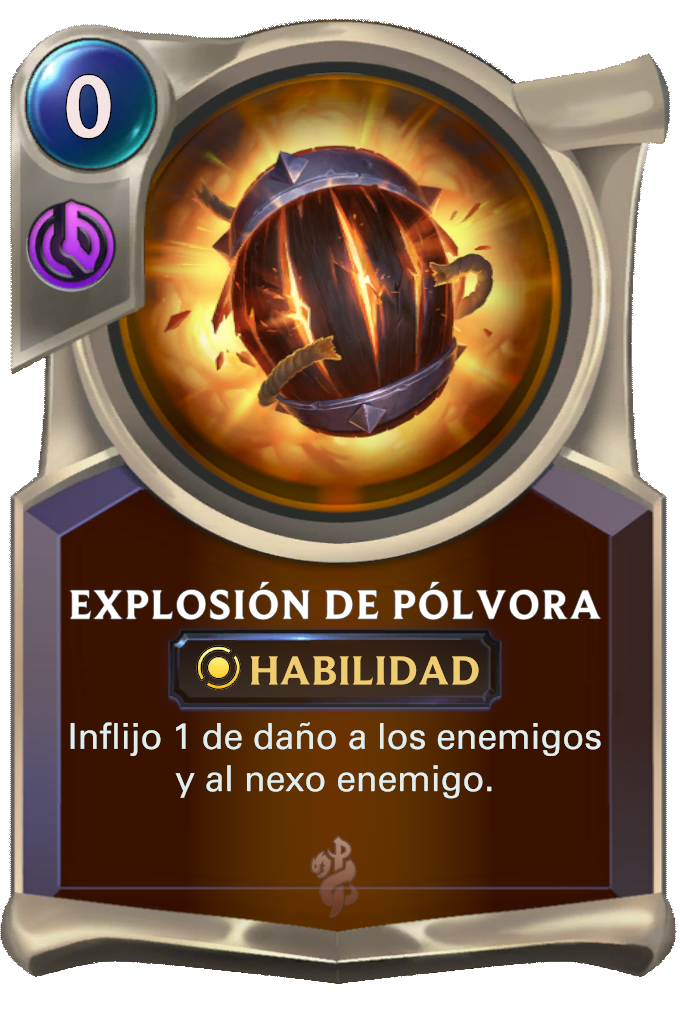 0
EXPLOSIÓN DE PÓLVORA
HABILIDAD
Inflijo 1 de daño a los enemigos
y al nexo enemigo.